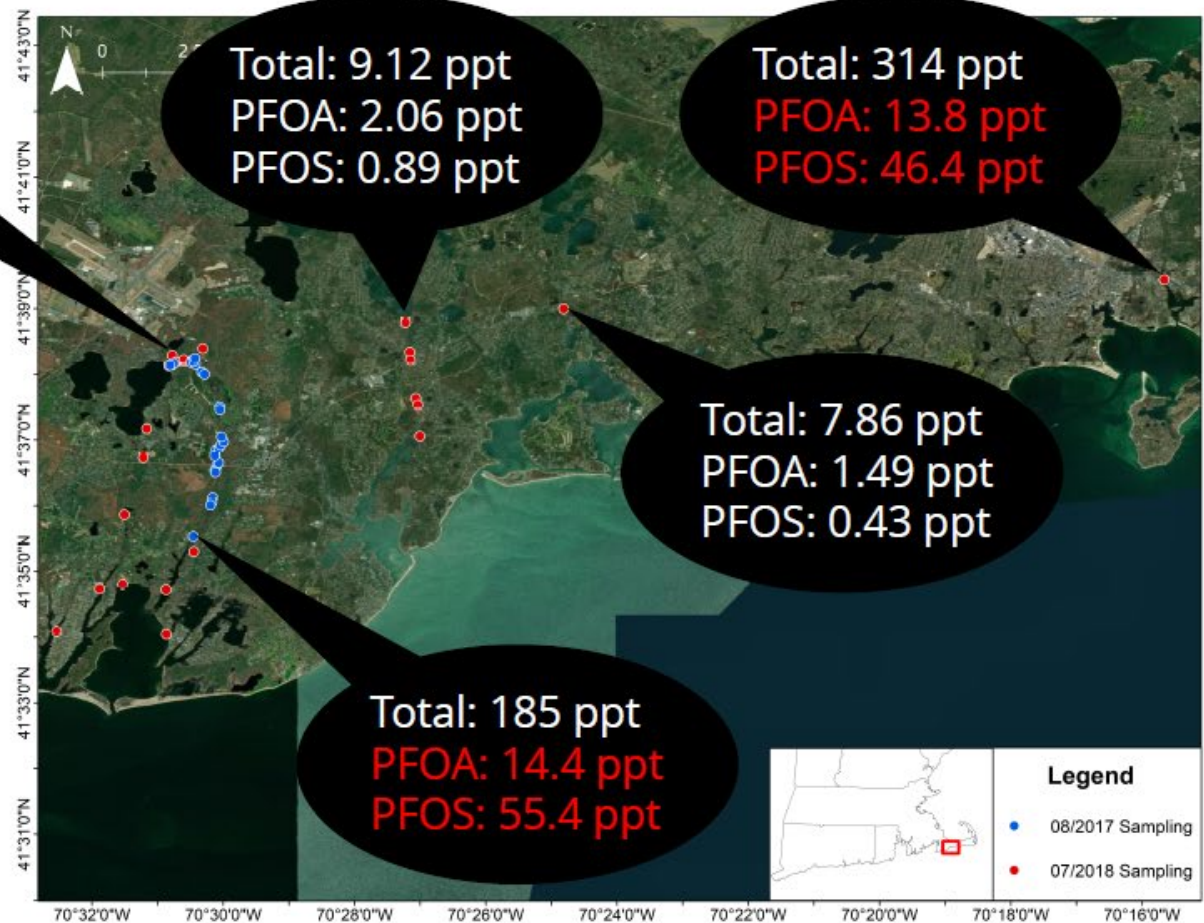 N
0
Total: 9.12 ppt
PFOA: 2.06 ppt
PFOS: 0.89 ppt
Total: 314 ppt
PFOA: 13.8 ppt
PFOS: 46.4 ppt
Total: 7.86 ppt
PFOA: 1.49 ppt
PFOS: 0.43 ppt
Total: 185 ppt
PFOA: 14.4 ppt
PFOS: 55.4 ppt
41°43'0"N
41°41'0"N
41°39'0"N
41°37'0"N
41°35'0"N
41°33'0"N
41°31'0"N
Legend
08/2017 Sampling
07/2018 Sampling
70°32'0"W 70°30'0"W 70°28'0"W 70°26'0"W 70°24'0"W 70°22'0"W 70°20'0"W 70°18'0"W 70°16'0"W